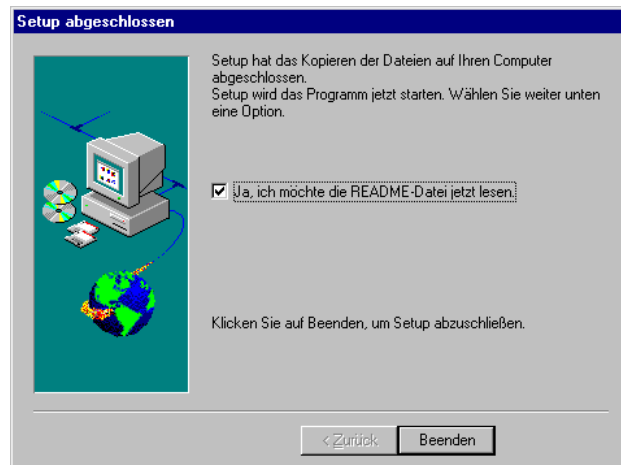 Setup abgeschlossen
Setup hat das Kopieren der Dateien auf Ihren Computer
abgeschlossen.
Setup wird das Programm jetzt starten. Wählen Sie weiter unten
eine Option.
Ja, ich möchte die README-Datei jetzt lesen.
Klicken Sie auf Beenden, um Setup abzuschließen.
< Zurück
Beenden